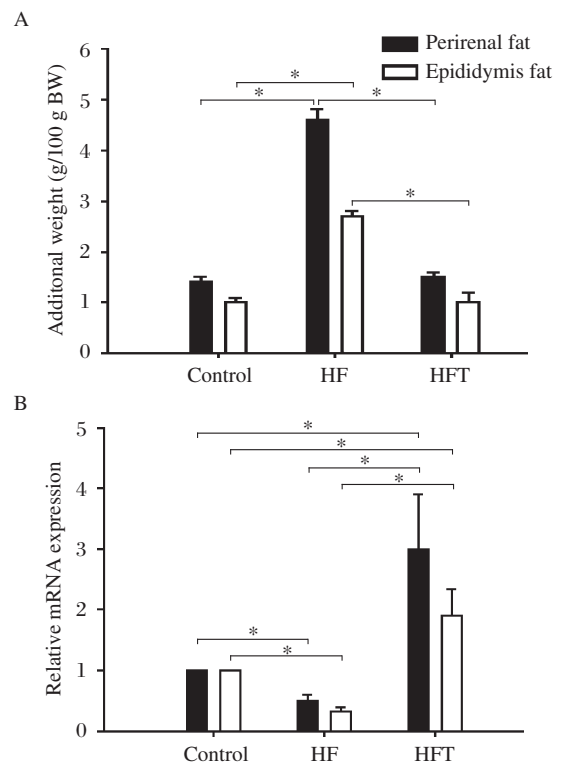 A
Perirenal fat
Epididymis fat
Additonal weight (g/100 g BW)
6
5
4
3
2
1
0
*
*
*
*
Control HF HFT
B
Relative mRNA expression
5
4
3
2
1
0
*
*
*
*
*
*
Control HF HFT